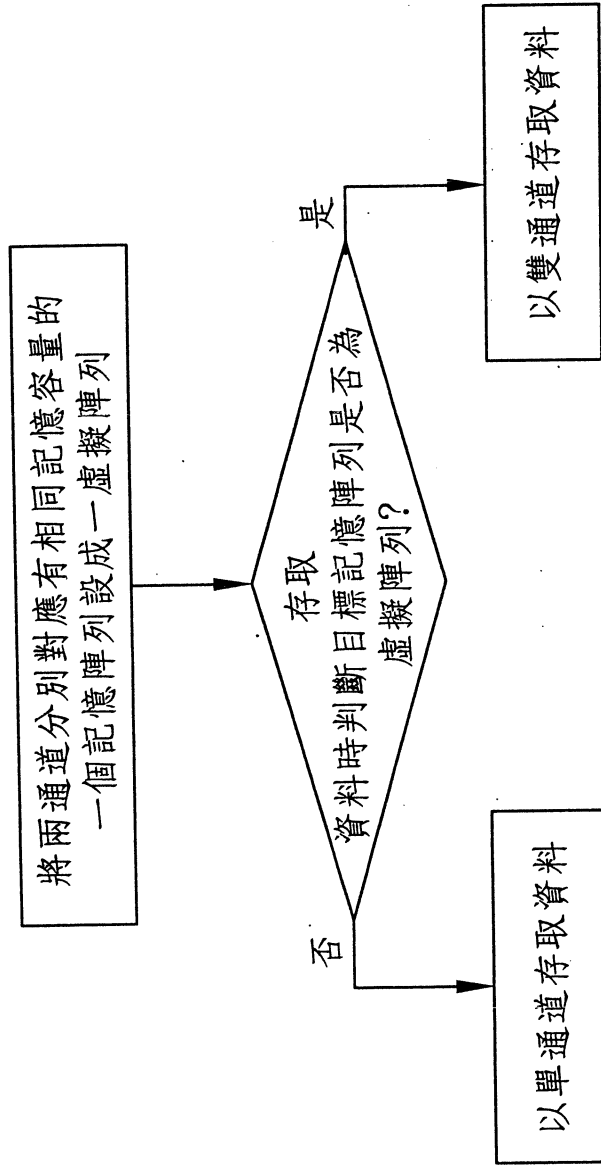 將兩通道分別對應有相同記憶容量的
一個記憶陣列設成一虛擬陣列
存取
資料時判斷目標記憶陣列是否為
虛擬陣列?
否
是
以單通道存取資料
以雙通道存取資料